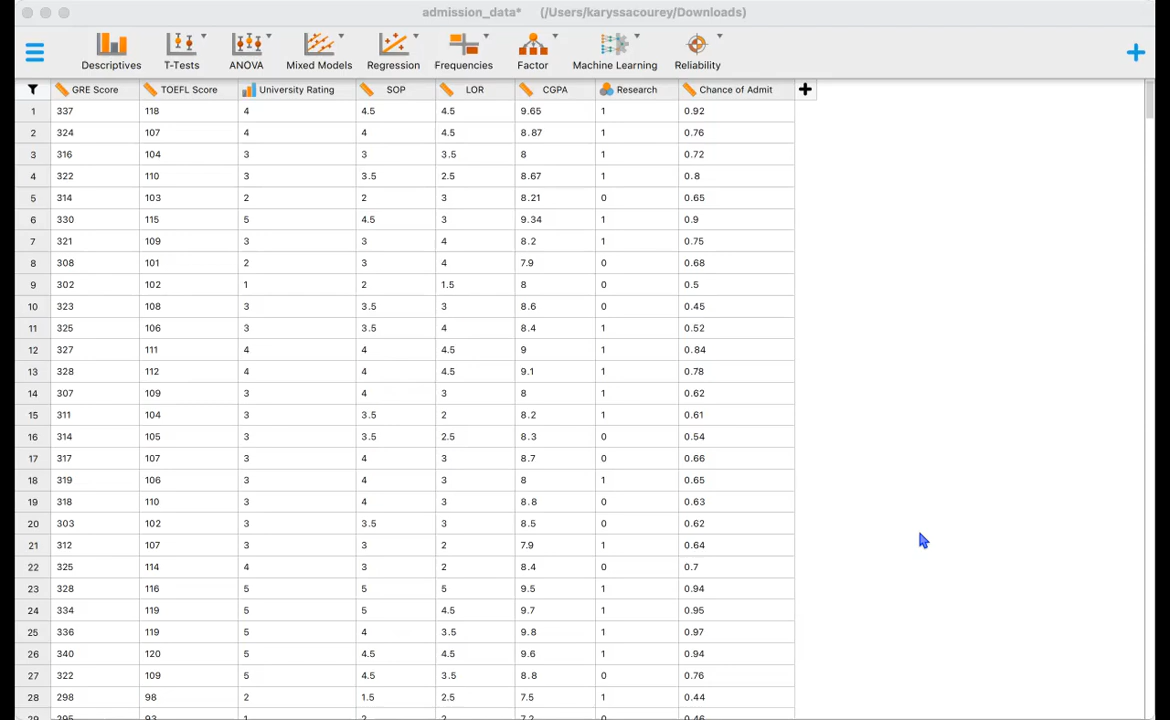 admission_data* (/Users/karyssacourey/Downloads)
Descriptives T-Tests ANOVA Mixed Models Regression Frequencies Factor Machine Learning Reliability
GRE Score TOEFL Score University Rating SOP LOR CGPA Research Chance of Admit
1 337 118 4 4.5 4.5 9.65 1 0.92
2 324 107 4 4 4.5 8.87 1 0.76
3 316 104 3 3 3.5 8 1 0.72
4 322 110 3 3.5 2.5 8.67 1 0.8
5 314 103 2 2 3 8.21 0 0.65
6 330 115 5 4.5 3 9.34 1 0.9
7 321 109 3 3 4 8.2 1 0.75
8 308 101 2 3 4 7.9 0 0.68
9 302 102 1 2 1.5 8 0 0.5
10 323 108 3 3.5 3 8.6 0 0.45
11 325 106 3 3.5 4 8.4 1 0.52
12 327 111 4 4 4.5 9 1 0.84
13 328 112 4 4 4.5 9.1 1 0.78
14 307 109 3 4 3 8 1 0.62
15 311 104 3 3.5 2 8.2 1 0.61
16 314 105 3 3.5 2.5 8.3 0 0.54
17 317 107 3 4 3 8.7 0 0.66
18 319 106 3 4 3 8 1 0.65
19 318 110 3 4 3 8.8 0 0.63
20 303 102 3 3.5 3 8.5 0 0.62
21 312 107 3 3 2 7.9 1 0.64
22 325 114 4 3 2 8.4 0 0.7
23 328 116 5 5 5 9.5 1 0.94
24 334 119 5 5 4.5 9.7 1 0.95
25 336 119 5 4 3.5 9.8 1 0.97
26 340 120 5 4.5 4.5 9.6 1 0.94
27 322 109 5 4.5 3.5 8.8 0 0.76
28 298 98 2 1.5 2.5 7.5 1 0.44
29 295 93 1 2 2 7.2 0 0.46